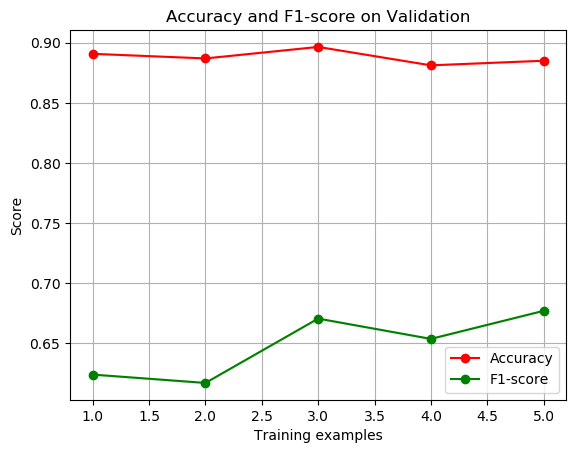 Accuracy and F1-score on Validation
0.90
0.85
0.80
0.75
0.70
0.65
Score
Accuracy
F1-score
1.0 1.5 2.0 2.5 3.0 3.5 4.0 4.5 5.0
Training examples